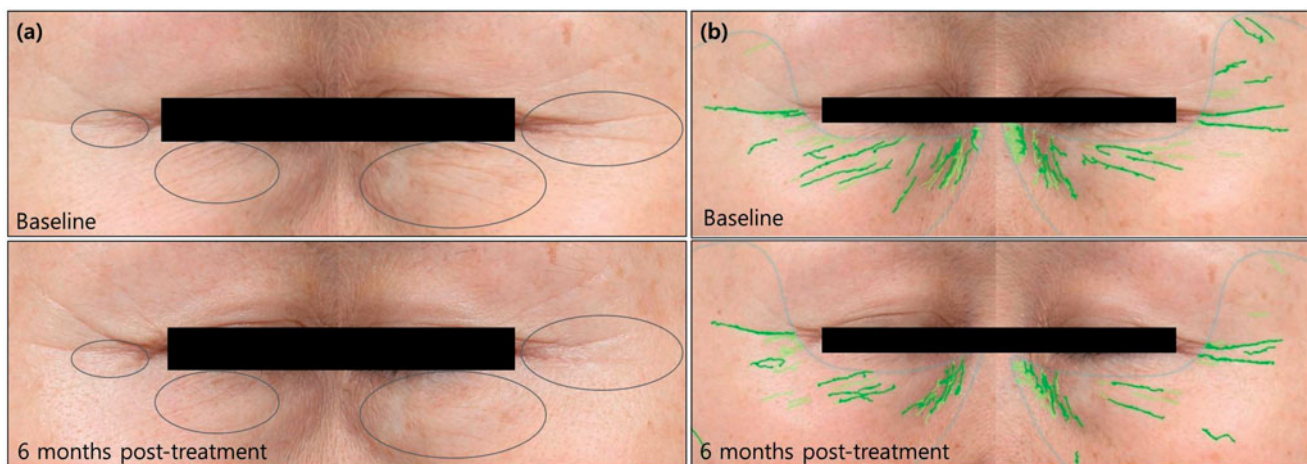 (a)
Baseline
6 months post-treatment
(b)
Baseline
6 months post-treatment